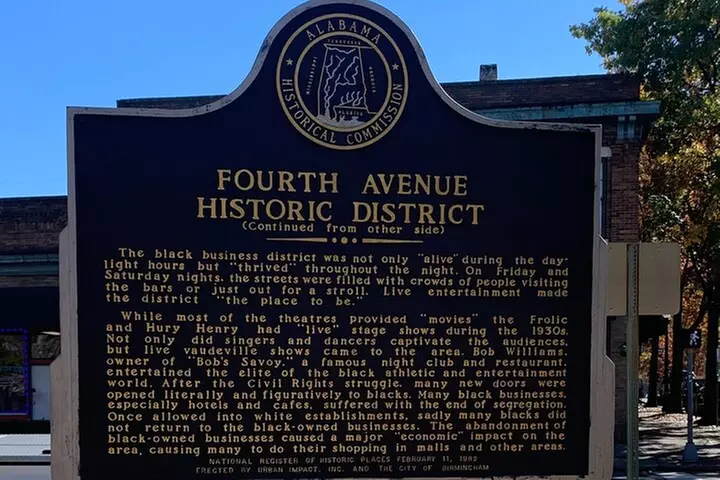 ALABAMA
HISTORICAL COMMISSION
TENNESSEE
MISSISSIPPI
GEORGIA
FOURTH AVENUE
HISTORIC DISTRICT
(Continued from other side)
The black business district was not only "alive" during the day-
light hours but "thrived" throughout the night. On Friday and
Saturday nights, the streets were filled with crowds of people visiting
the bars or just out for a stroll. Live entertainment made
the district "the place to be."
While most of the theatres provided "movies" the Frolic
and Hury Henry had "live" stage shows during the 1930s.
Not only did singers and dancers captivate the audiences,
but live vaudeville shows came to the area. Bob Williams,
owner of "Bob's Savoy," a famous night club and restaurant,
entertained the elite of the black athletic and entertainment
world. After the Civil Rights struggle, many new doors were
opened literally and figuratively to blacks. Many black businesses,
especially hotels and cafes, suffered with the end of segregation.
Once allowed into white establishments, sadly many blacks did
not return to the black-owned businesses. The abandonment of
black-owned businesses caused a major "economic" impact on the
area, causing many to do their shopping in malls and other areas.
NATIONAL REGISTER OF HISTORIC PLACES FEBRUARY 11, 1982
ERECTED BY URBAN IMPACT, INC. AND THE CITY OF BIRMINGHAM